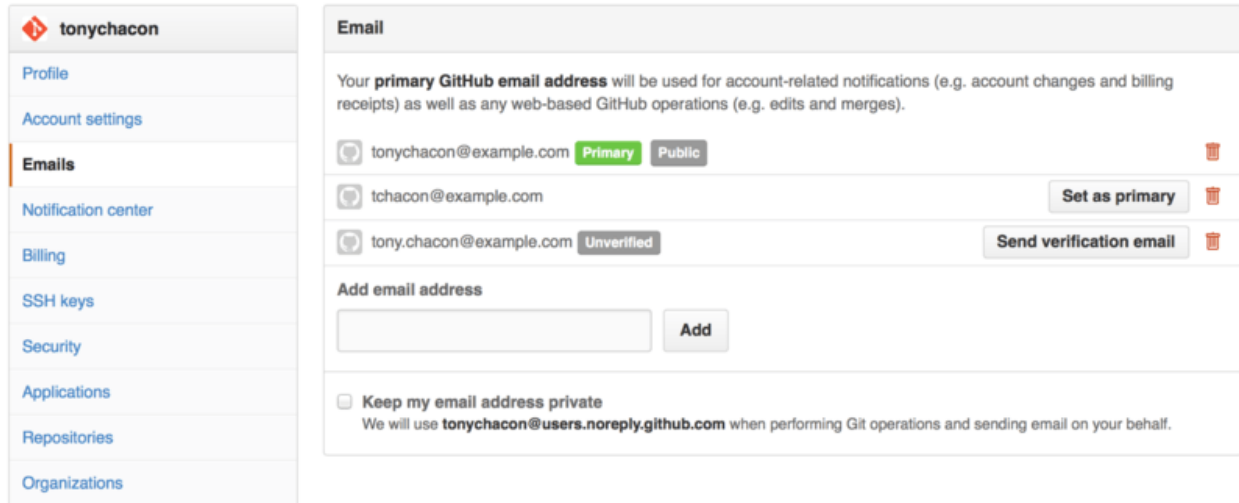 tonychacon
Profile
Account settings
Emails
Notification center
Billing
SSH keys
Security
Applications
Repositories
Organizations
Email
Your primary GitHub email address will be used for account-related notifications (e.g. account changes and billing
receipts) as well as any web-based GitHub operations (e.g. edits and merges).
tonychacon@example.com Primary Public
tchacon@example.com Set as primary
tony.chacon@example.com Unverified Send verification email
Add email address
Add
Keep my email address private
We will use tonychacon@users.noreply.github.com when performing Git operations and sending email on your behalf.